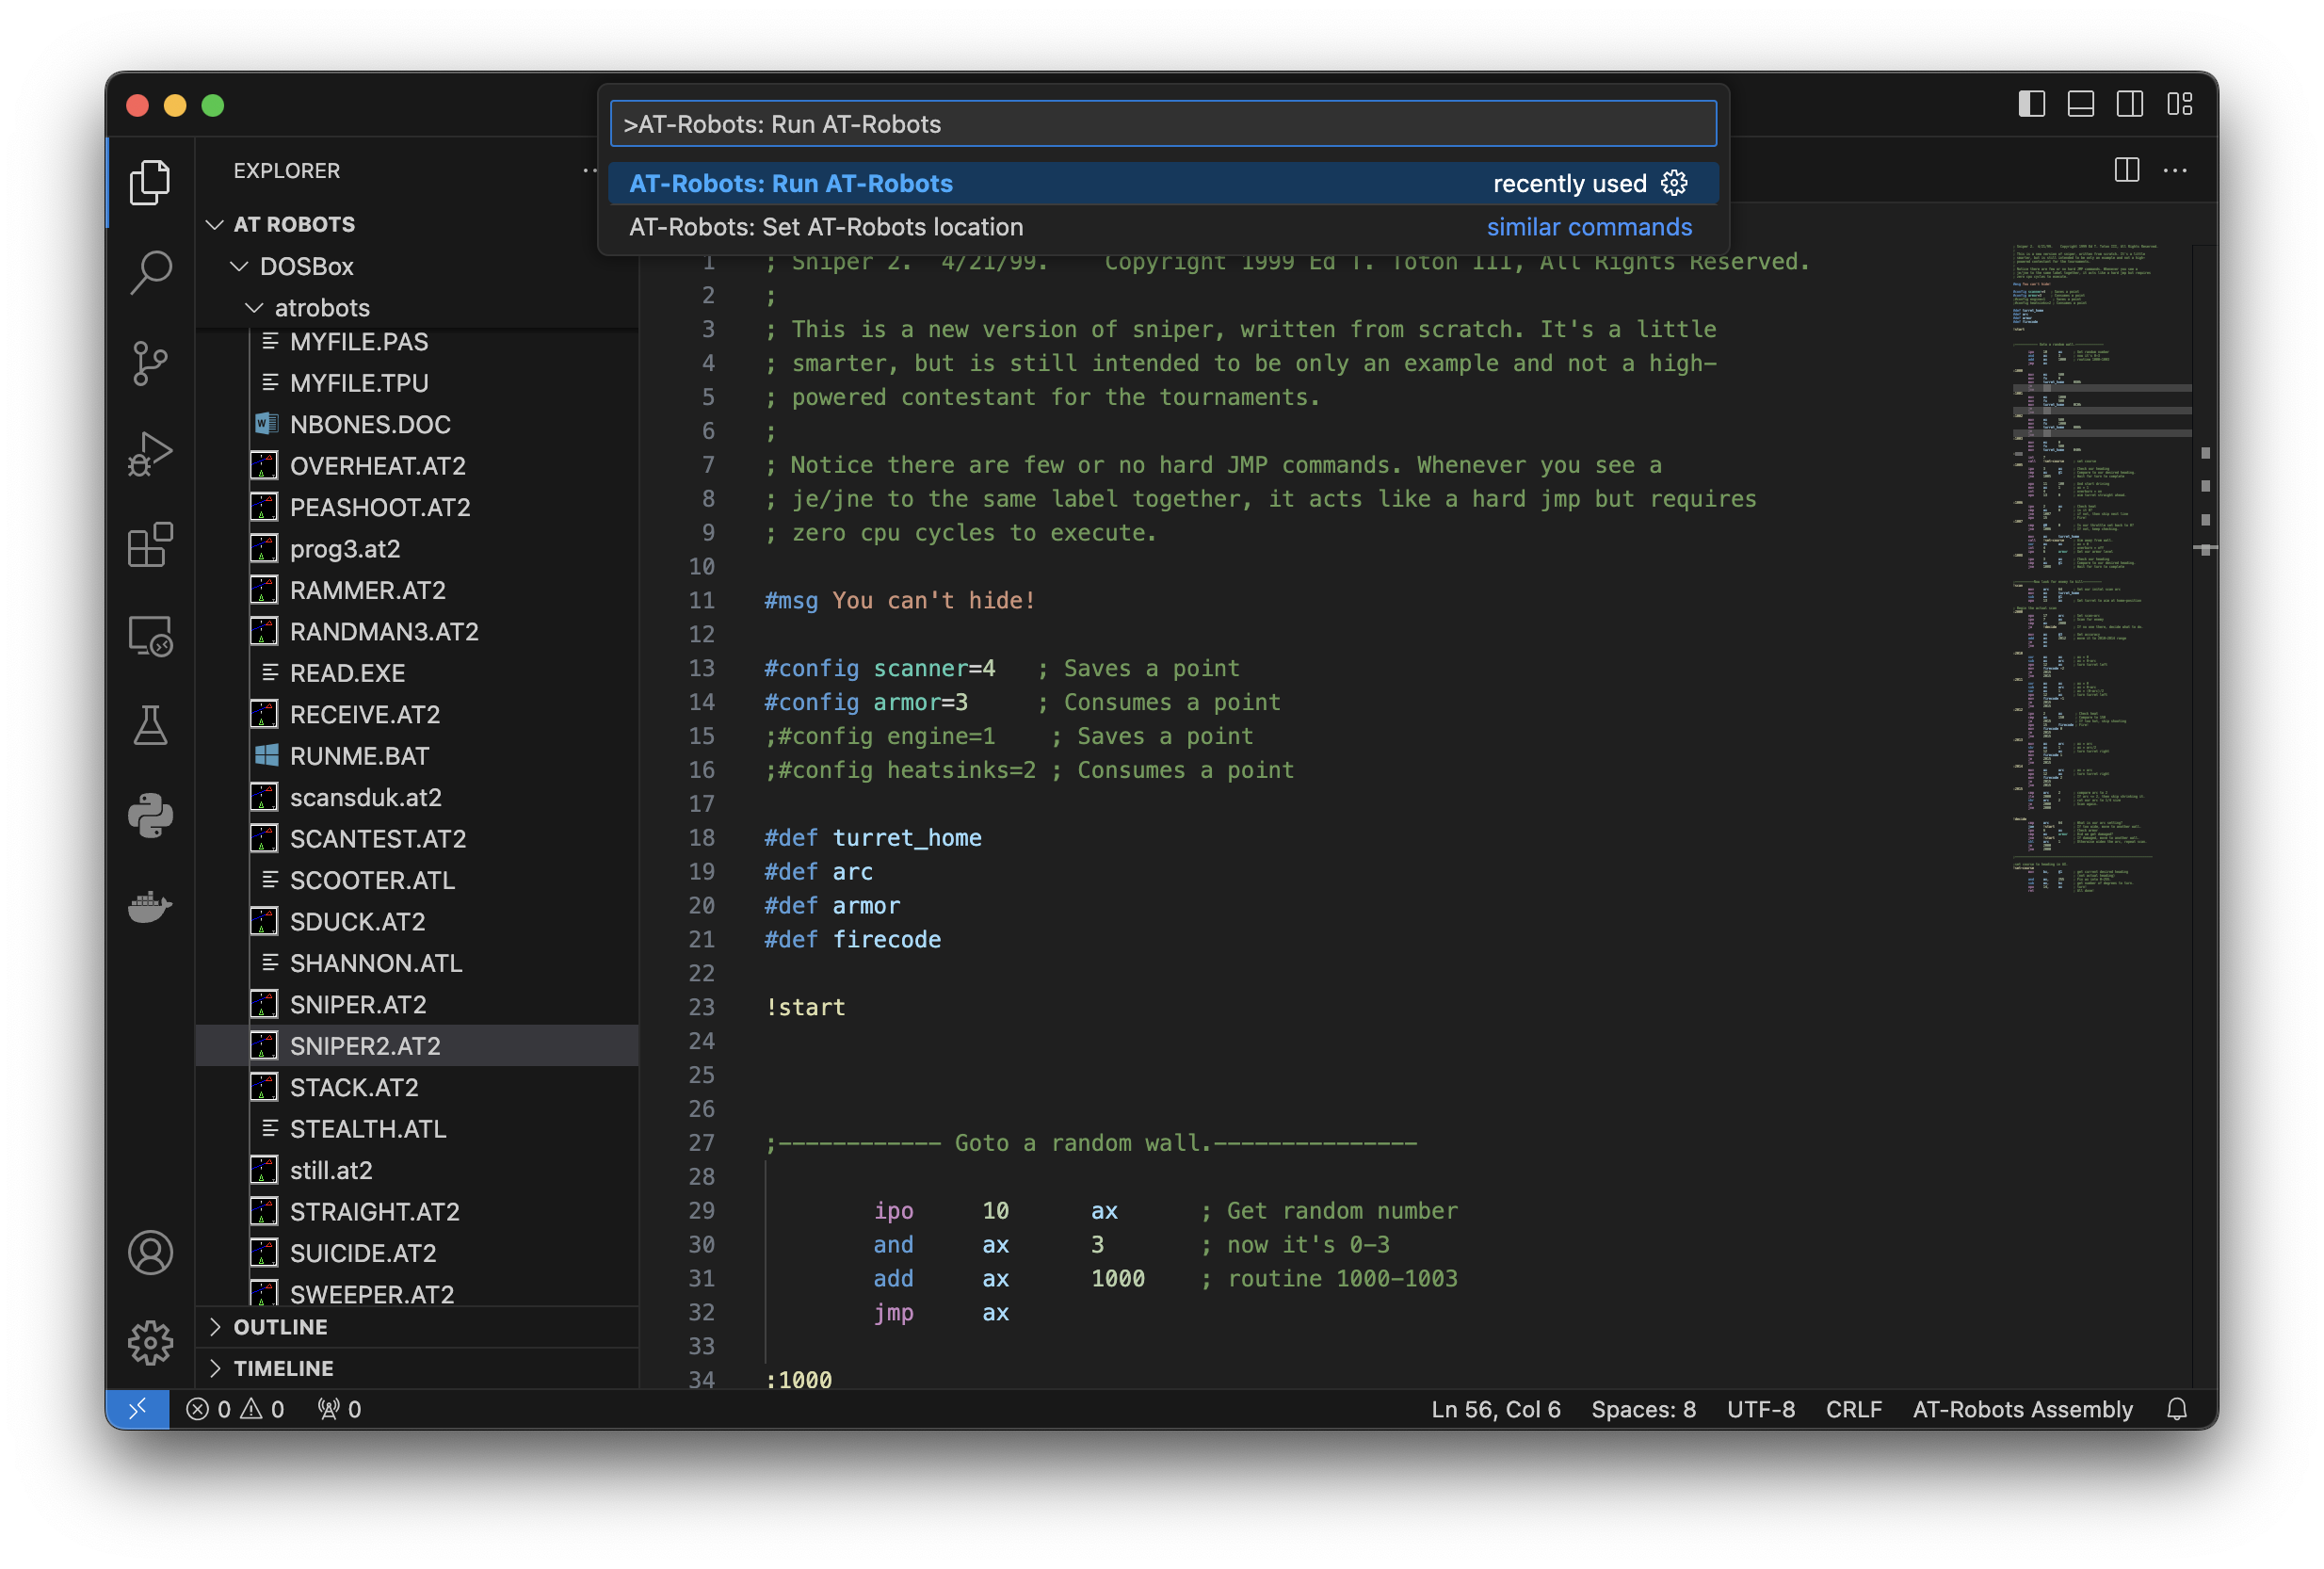 >AT-Robots: Run AT-Robots
AT-Robots: Run AT-Robots recently used
AT-Robots: Set AT-Robots location similar commands
EXPLORER
AT ROBOTS
DOSBox
atrobots
MYFILE.PAS
MYFILE.TPU
NBONES.DOC
OVERHEAT.AT2
PEASHOOT.AT2
prog3.at2
RAMMER.AT2
RANDMAN3.AT2
READ.EXE
RECEIVE.AT2
RUNME.BAT
scansduk.at2
SCANTEST.AT2
SCOOTER.ATL
SDUCK.AT2
SHANNON.ATL
SNIPER.AT2
SNIPER2.AT2
STACK.AT2
STEALTH.ATL
still.at2
STRAIGHT.AT2
SUICIDE.AT2
SWEEPER.AT2
OUTLINE
TIMELINE
1 ; Sniper 2. 4/21/99. Copyright 1999 Ed T. Toton III, All Rights Reserved.
2 ;
3 ; This is a new version of sniper, written from scratch. It's a little
4 ; smarter, but is still intended to be only an example and not a high-
5 ; powered contestant for the tournaments.
6 ;
7 ; Notice there are few or no hard JMP commands. Whenever you see a
8 ; je/jne to the same label together, it acts like a hard jmp but requires
9 ; zero cpu cycles to execute.
10
11 #msg You can't hide!
12
13 #config scanner=4 ; Saves a point
14 #config armor=3 ; Consumes a point
15 ;#config engine=1 ; Saves a point
16 ;#config heatsinks=2 ; Consumes a point
17
18 #def turret_home
19 #def arc
20 #def armor
21 #def firecode
22
23 !start
24
25
26
27 ;------------ Goto a random wall.---------------
28
29 ipo 10 ax ; Get random number
30 and ax 3 ; now it's 0-3
31 add ax 1000 ; routine 1000-1003
32 jmp ax
33
34 :1000
0 0 0
Ln 56, Col 6 Spaces: 8 UTF-8 CRLF AT-Robots Assembly